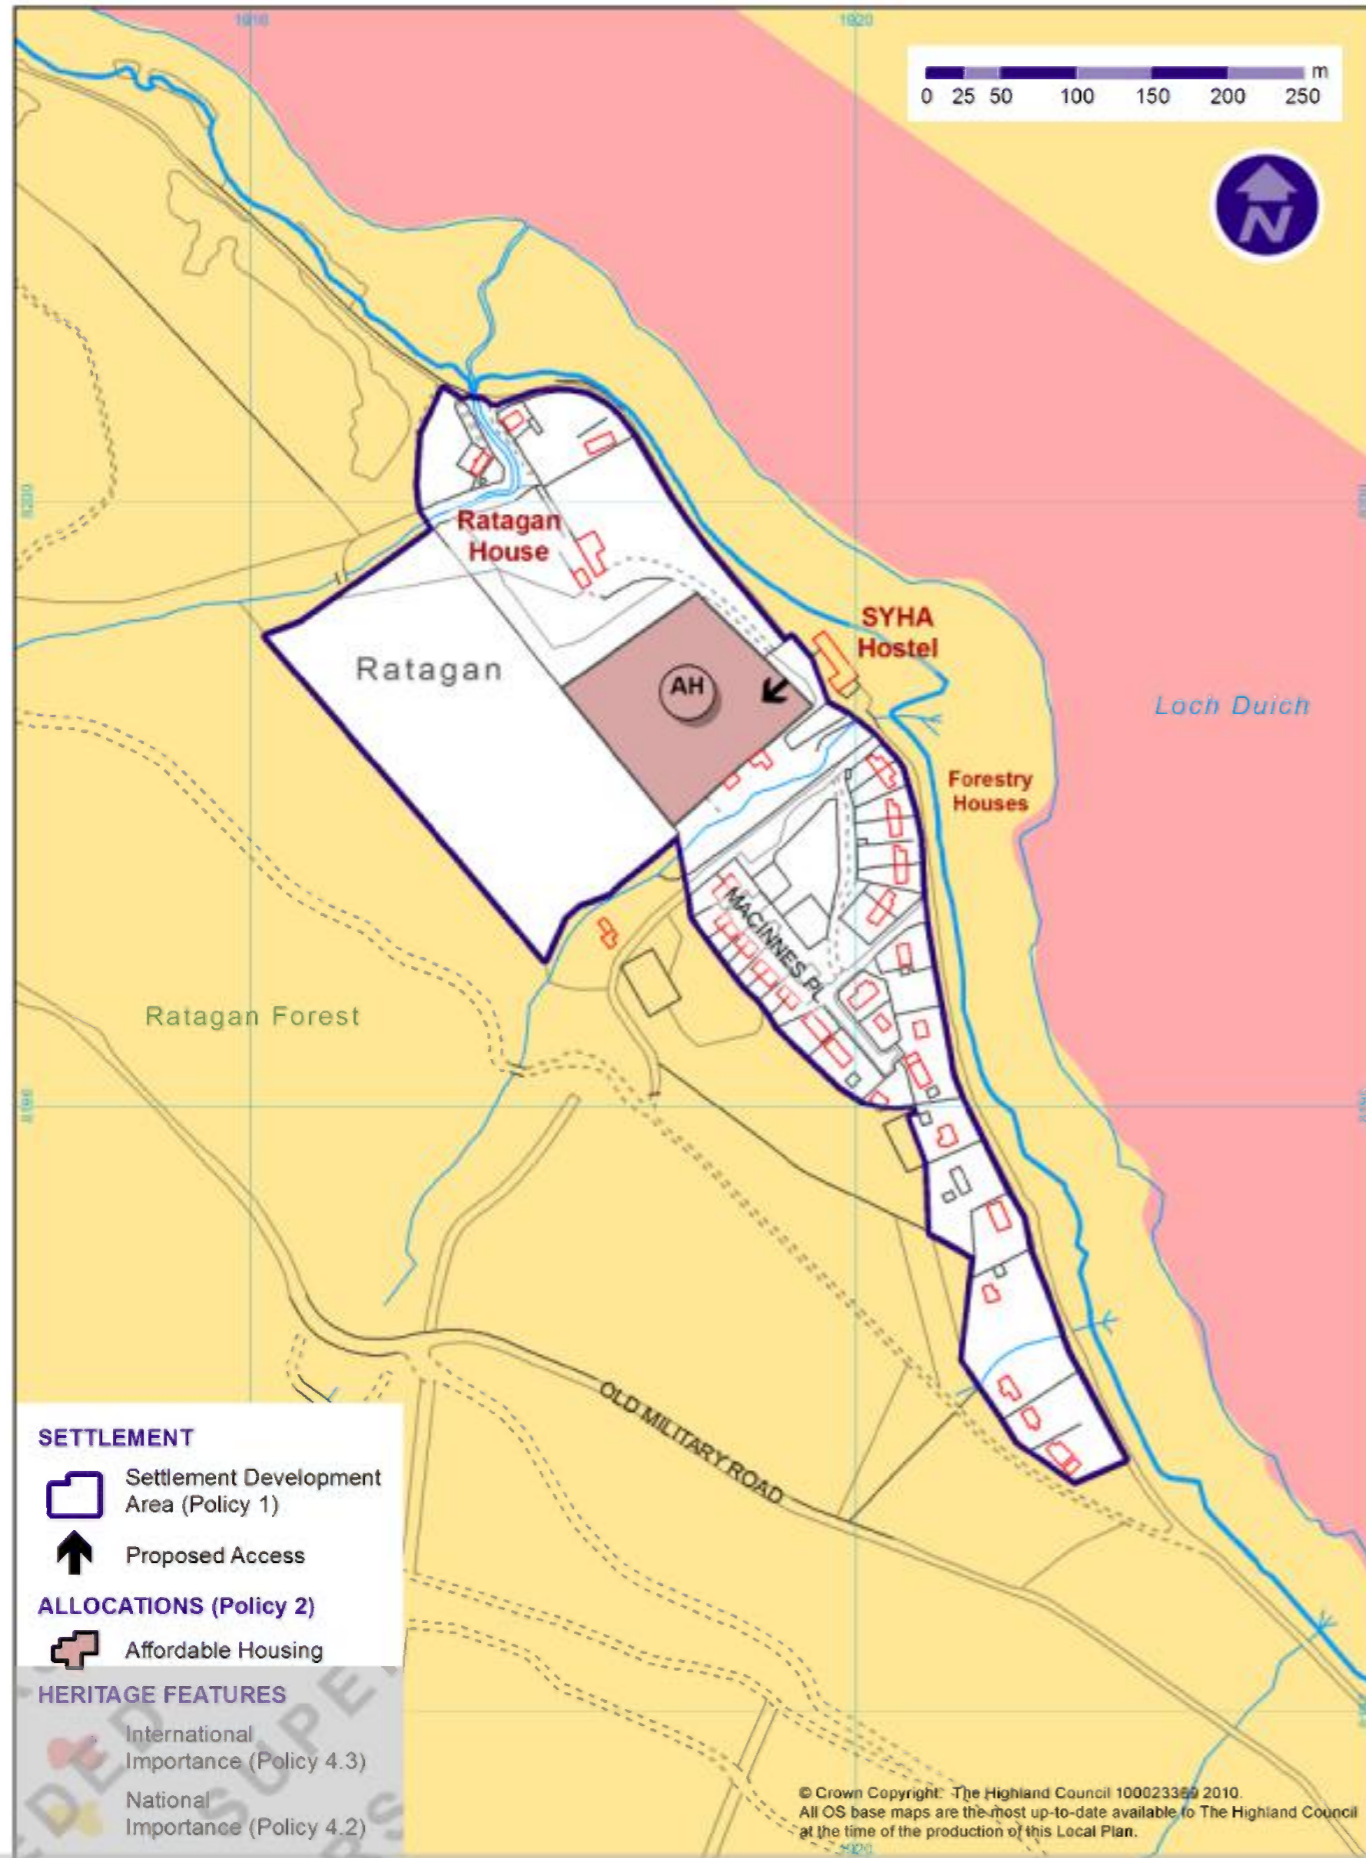 1920
m
0 25 50 100 150 200 250
N
Ratagan
House
SYHA
Hostel
Ratagan
AH
Loch Duich
Forestry
Houses
MACINNES PL
Ratagan Forest
OLD MILITARY ROAD
SETTLEMENT
Settlement Development
Area (Policy 1)
Proposed Access
ALLOCATIONS (Policy 2)
Affordable Housing
HERITAGE FEATURES
International
Importance (Policy 4.3)
National
Importance (Policy 4.2)
© Crown Copyright. The Highland Council 100023369 2010.
All OS base maps are the most up-to-date available to The Highland Council
at the time of the production of this Local Plan.
1920